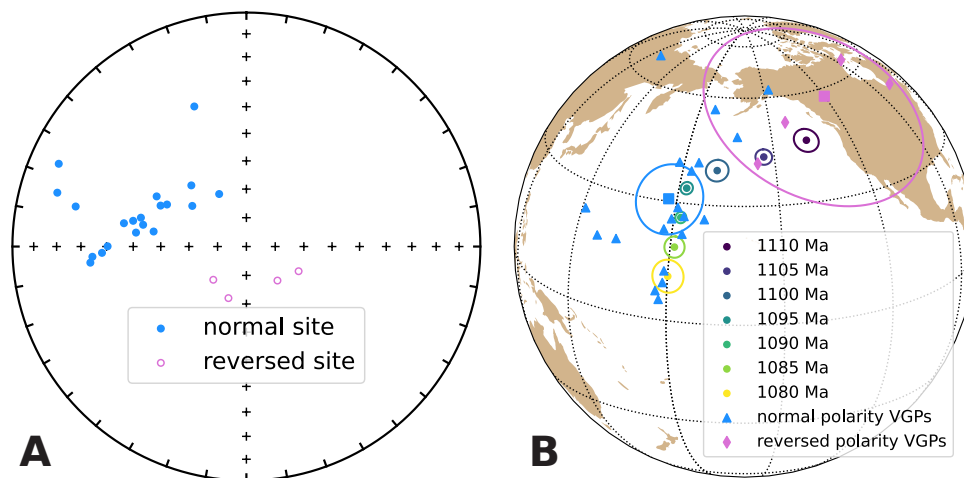 normal site
reversed site
A
1110 Ma
1105 Ma
1100 Ma
1095 Ma
1090 Ma
1085 Ma
1080 Ma
normal polarity VGPs
reversed polarity VGPs
B